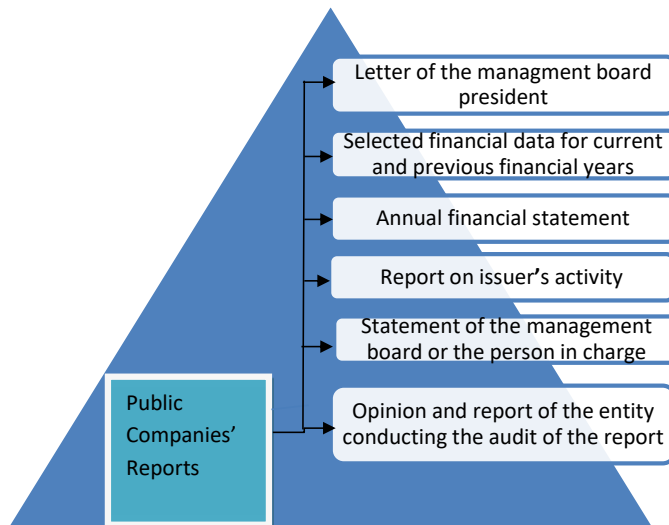 Letter of the managment board
president
Selected financial data for current
and previous financial years
Annual financial statement
Report on issuer's activity
Statement of the management
board or the person in charge
Opinion and report of the entity
conducting the audit of the report
Public
Companies’
Reports